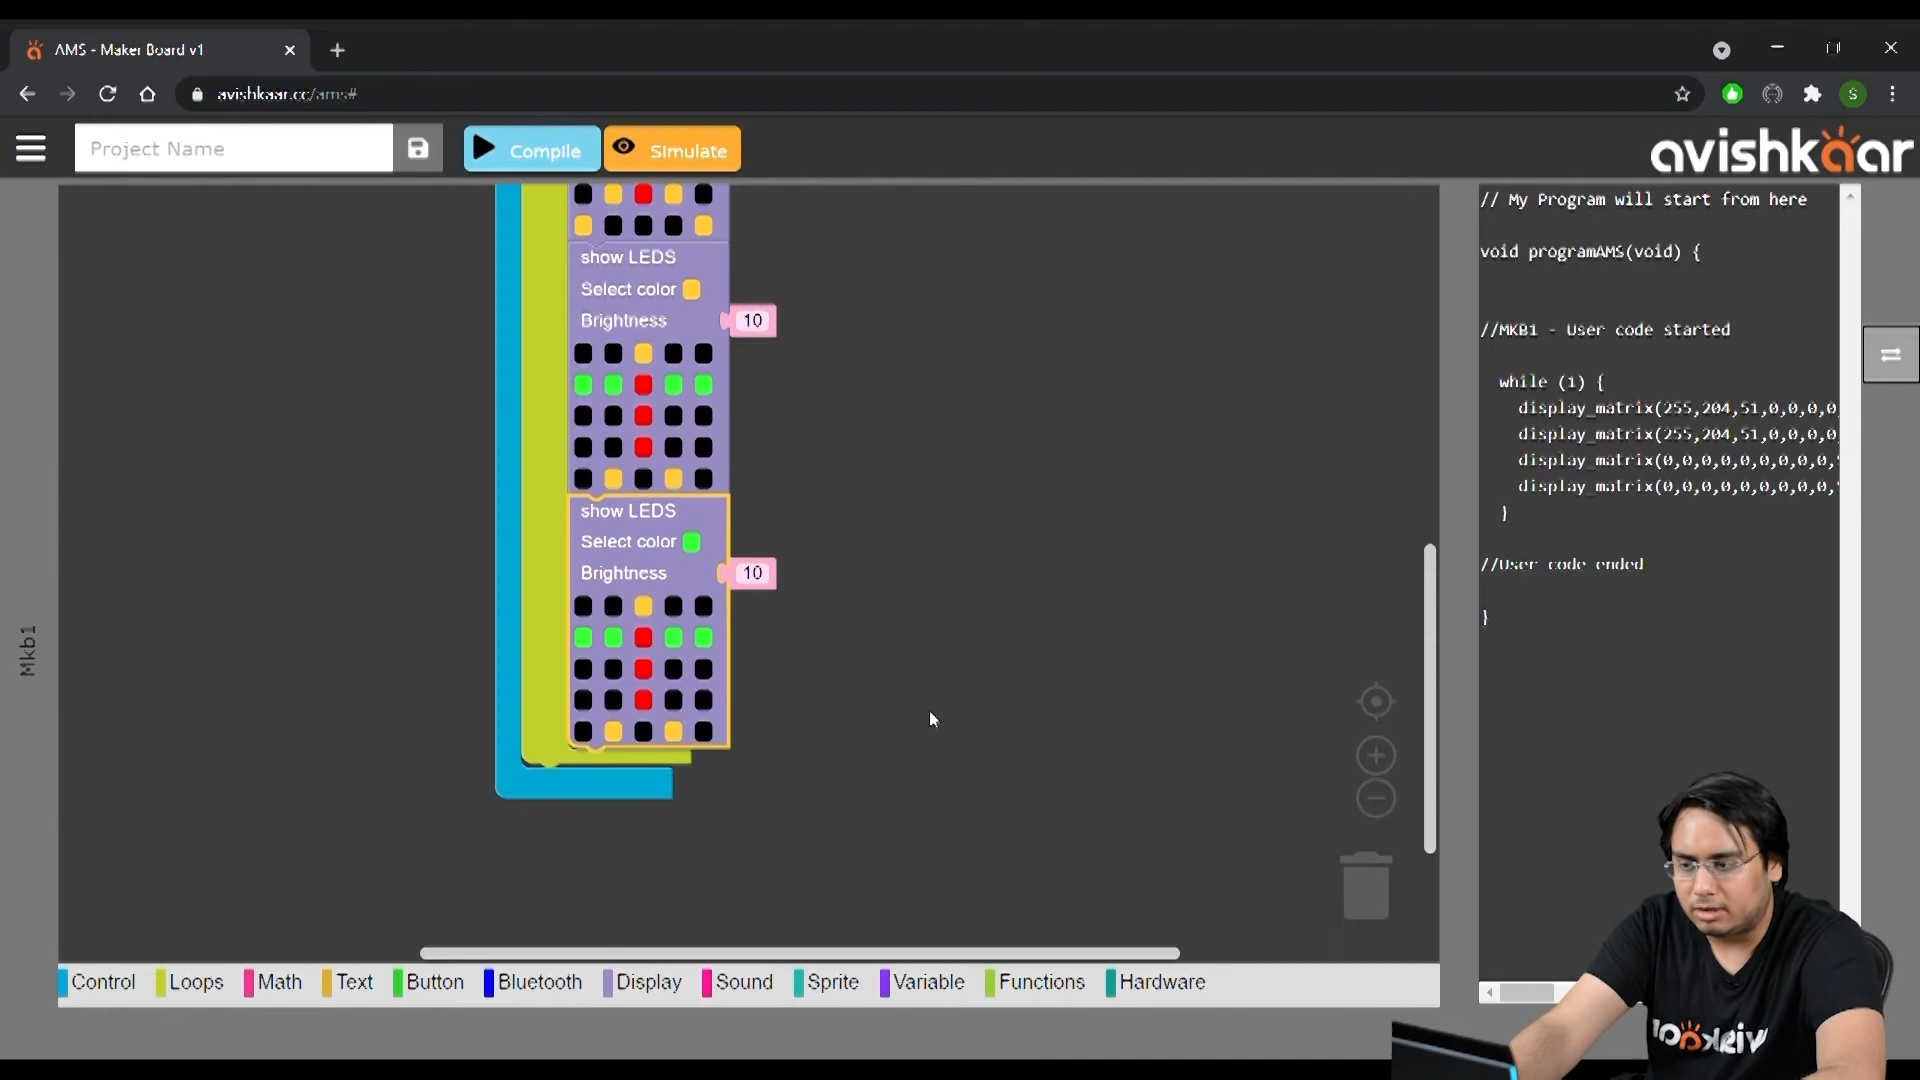 AMS - Maker Board v1
avishkaar.cc/ams#
S
Project Name
Compile
Simulate
avishkaar
show LEDS
Select color
Brightness 10
show LEDS
Select color
Brightness 10
Mkb1
// My Program will start from here
void programAMS(void) {
//MKB1 - User code started
while (1) {
display_matrix(255,204,51,0,0,0,0,
display_matrix(255,204,51,0,0,0,0,
display_matrix(0,0,0,0,0,0,0,0,0,
display_matrix(0,0,0,0,0,0,0,0,0,
}
//User code ended
}
Control Loops Math Text Button Bluetooth Display Sound Sprite Variable Functions Hardware